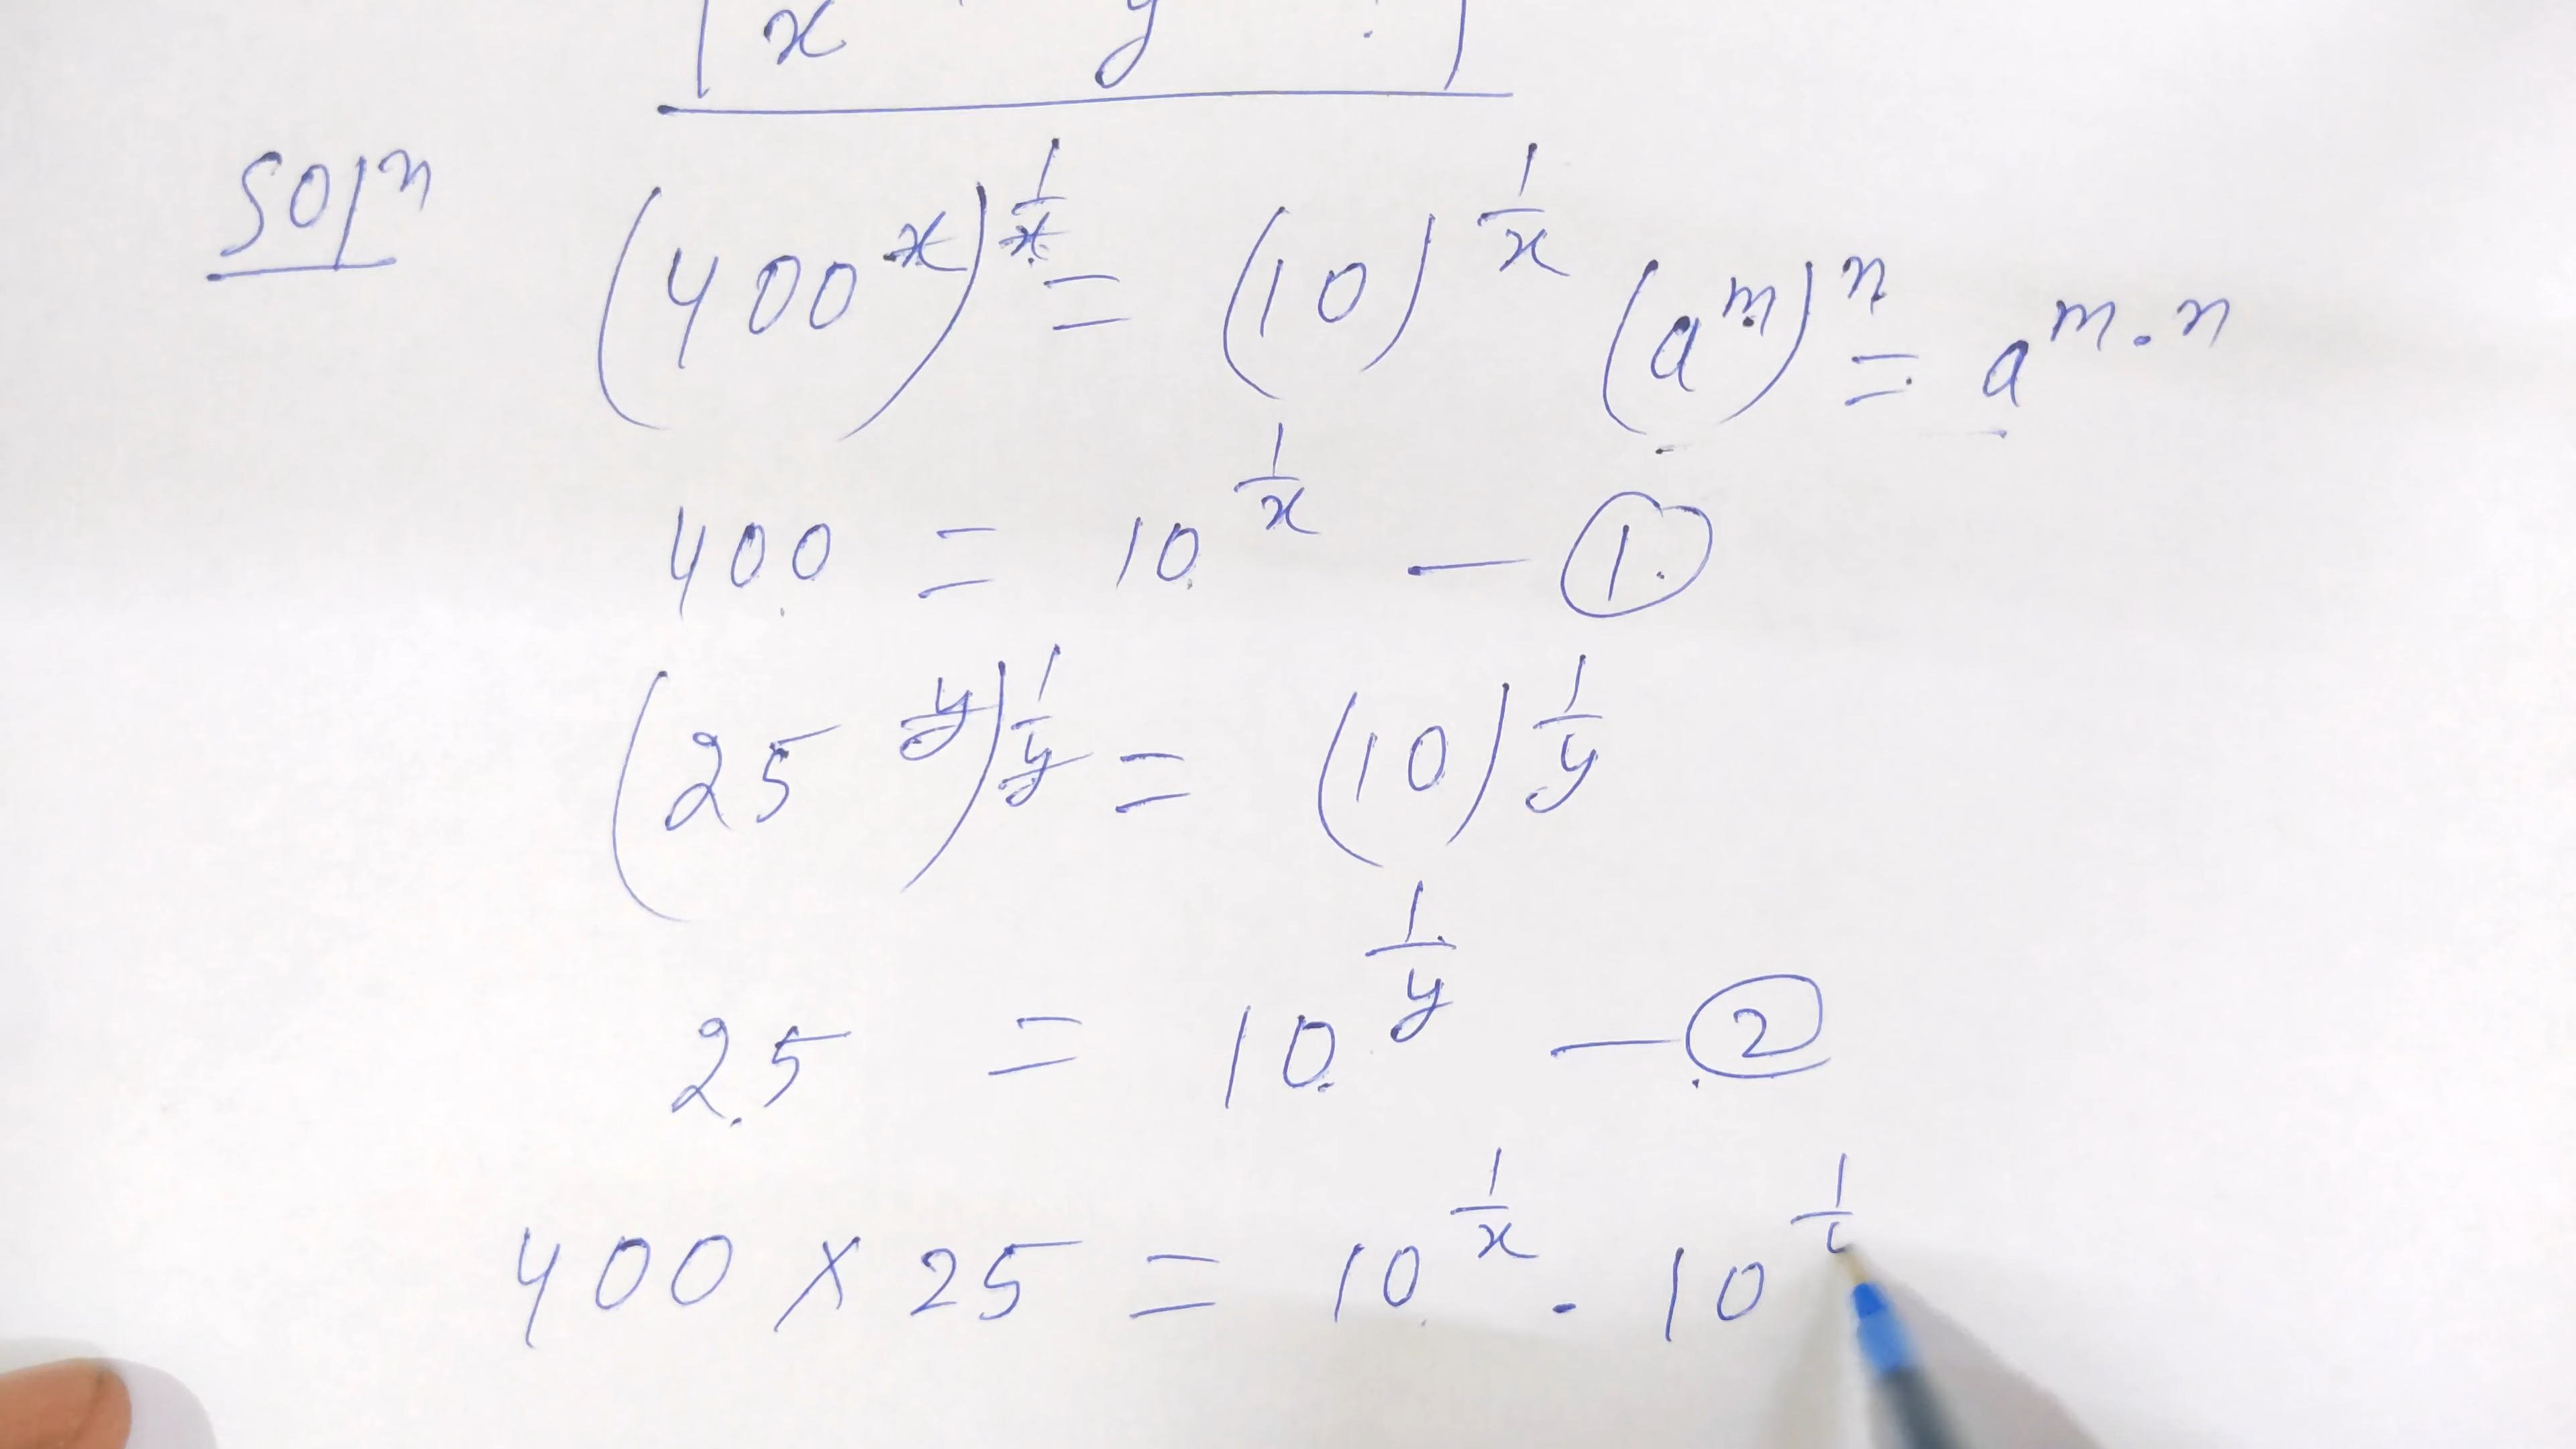 x y ?
Solⁿ
(400^x)^(1/x) = (10)^(1/x) (a^m)^n = a^(m.n)
400 = 10^(1/x) — ①
(25^y)^(1/y) = (10)^(1/y)
25 = 10^(1/y) — ②
400 × 25 = 10^(1/x) . 10^(1/